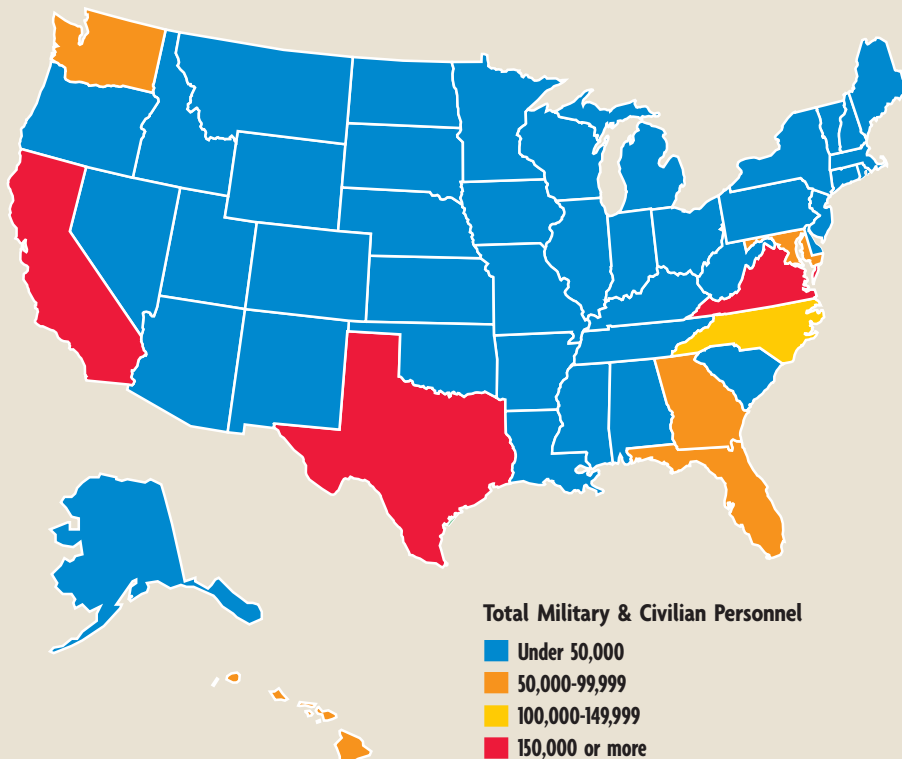 Total Military & Civilian Personnel
Under 50,000
50,000-99,999
100,000-149,999
150,000 or more